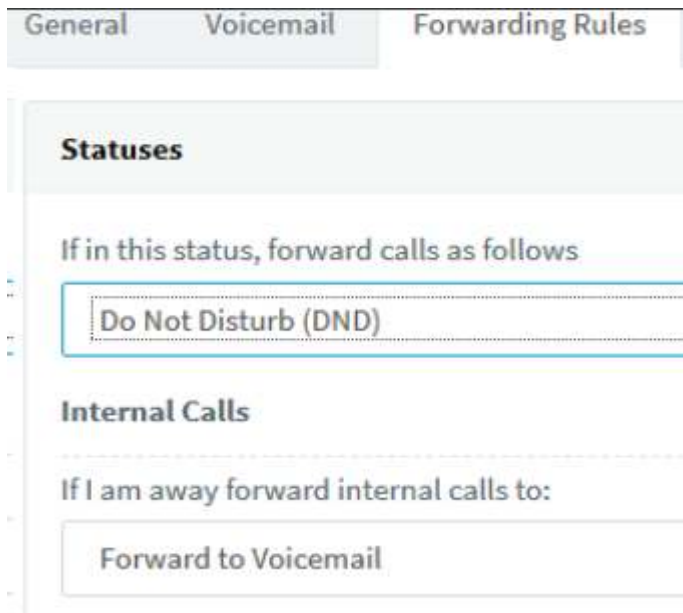 General Voicemail Forwarding Rules
Statuses
If in this status, forward calls as follows
Do Not Disturb (DND)
Internal Calls
If I am away forward internal calls to:
Forward to Voicemail